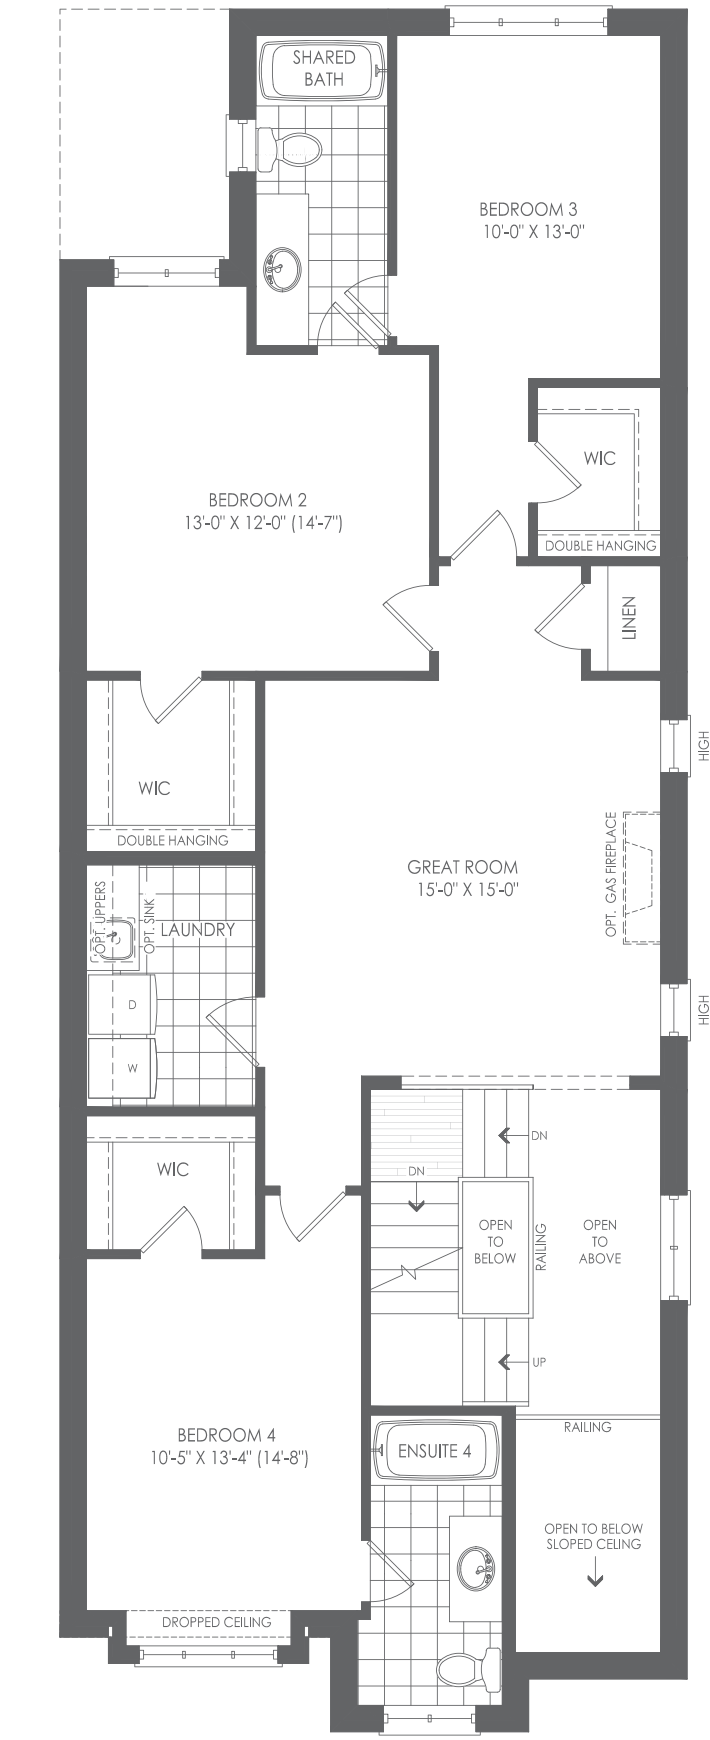 SHARED
BATH
BEDROOM 3
10'-0" X 13'-0"
WIC
DOUBLE HANGING
BEDROOM 2
13'-0" X 12'-0" (14'-7")
LINEN
WIC
DOUBLE HANGING
HIGH
GREAT ROOM
15'-0" X 15'-0"
OPT. GAS FIREPLACE
OPT. UPPERS
OPT. SINK
LAUNDRY
D
W
HIGH
DN
DN
WIC
OPEN
TO
BELOW
RAILING
OPEN
TO
ABOVE
UP
RAILING
BEDROOM 4
10'-5" X 13'-4" (14'-8")
ENSUITE 4
OPEN TO BELOW
SLOPED CELING
DROPPED CEILING